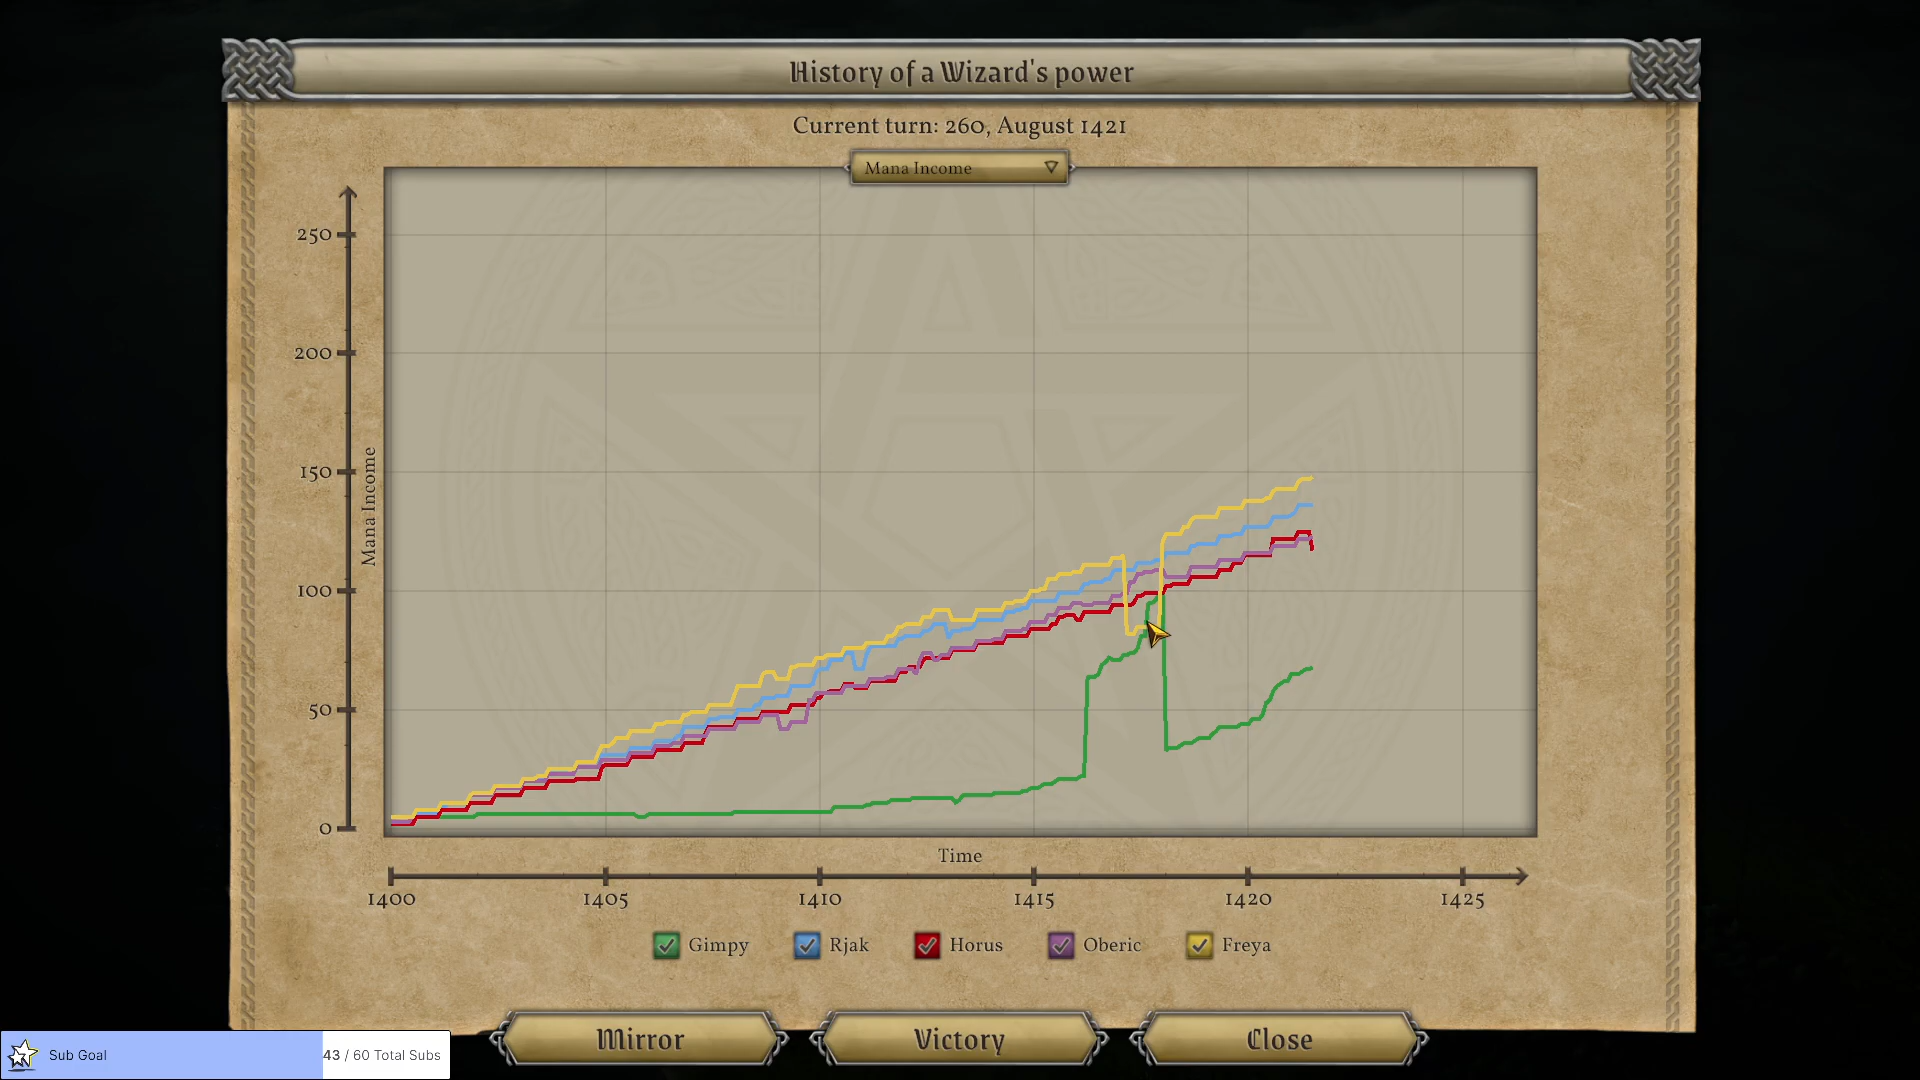 History of a Wizard's power
Current turn: 260, August 1421
Mana Income
250
200
150
100
50
0
Mana Income
Time
1400 1405 1410 1415 1420 1425
Gimpy Rjak Horus Oberic Freya
Mirror Victory Close
Sub Goal 43 / 60 Total Subs